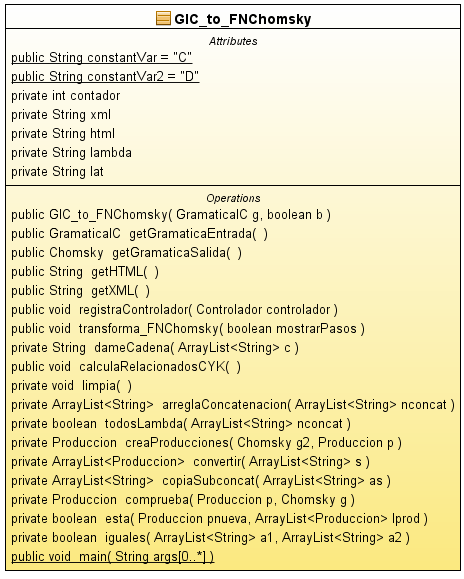 GIC_to_FNChomsky
Attributes
public String constantVar = "C"
public String constantVar2 = "D"
private int contador
private String xml
private String html
private String lambda
private String lat
Operations
public GIC_to_FNChomsky( GramaticaIC g, boolean b )
public GramaticaIC getGramaticaEntrada( )
public Chomsky getGramaticaSalida( )
public String getHTML( )
public String getXML( )
public void registraControlador( Controlador controlador )
public void transforma_FNChomsky( boolean mostrarPasos )
private String dameCadena( ArrayList<String> c )
public void calculaRelacionadosCYK( )
private void limpia( )
private ArrayList<String> arreglaConcatenacion( ArrayList<String> nconcat )
private boolean todosLambda( ArrayList<String> nconcat )
private Produccion creaProducciones( Chomsky g2, Produccion p )
private ArrayList<Produccion> convertir( ArrayList<String> s )
private ArrayList<String> copiaSubconcat( ArrayList<String> as )
private Produccion comprueba( Produccion p, Chomsky g )
private boolean esta( Produccion pnueva, ArrayList<Produccion> lprod )
private boolean iguales( ArrayList<String> a1, ArrayList<String> a2 )
public void main( String args[0..*] )